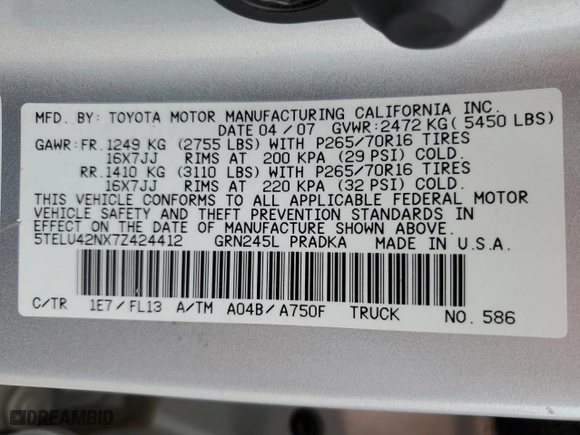 MFD. BY: TOYOTA MOTOR MANUFACTURING CALIFORNIA INC.
DATE 04 / 07 GVWR: 2472 KG ( 5450 LBS)
GAWR: FR. 1249 KG (2755 LBS) WITH P265/70R16 TIRES
16X7JJ RIMS AT 200 KPA (29 PSI) COLD.
RR. 1410 KG (3110 LBS) WITH P265/70R16 TIRES
16X7JJ RIMS AT 220 KPA (32 PSI) COLD.
THIS VEHICLE CONFORMS TO ALL APPLICABLE FEDERAL MOTOR
VEHICLE SAFETY AND THEFT PREVENTION STANDARDS IN
EFFECT ON THE DATE OF MANUFACTURE SHOWN ABOVE.
5TELU42NX7Z424412 GRN245L PRADKA MADE IN U.S.A.
C/TR 1E7 / FL13 A/TM A04B / A750F TRUCK NO. 586
DREAMBID